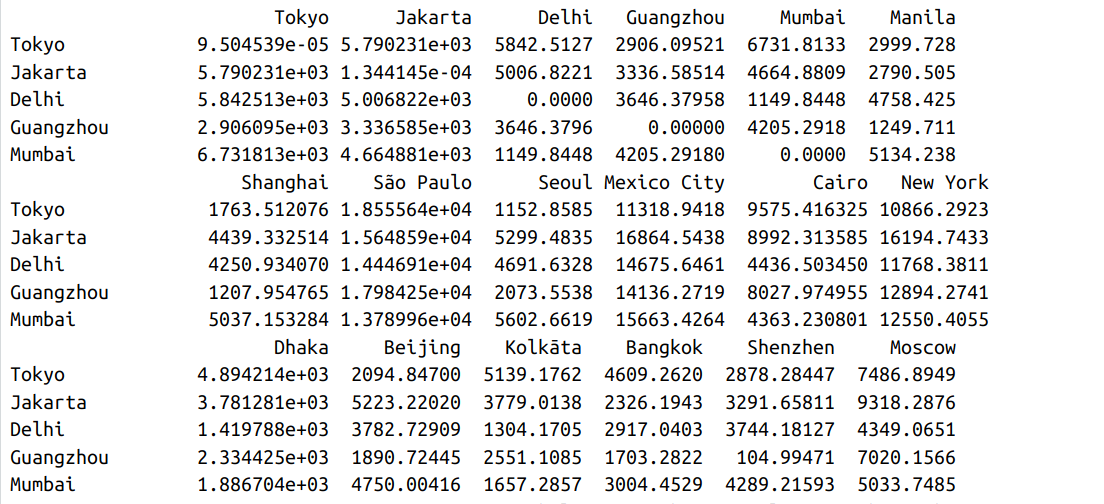 Tokyo Jakarta Delhi Guangzhou Mumbai Manila
Tokyo 9.504539e-05 5.790231e+03 5842.5127 2906.09521 6731.8133 2999.728
Jakarta 5.790231e+03 1.344145e-04 5006.8221 3336.58514 4664.8809 2790.505
Delhi 5.842513e+03 5.006822e+03 0.0000 3646.37958 1149.8448 4758.425
Guangzhou 2.906095e+03 3.336585e+03 3646.3796 0.00000 4205.2918 1249.711
Mumbai 6.731813e+03 4.664881e+03 1149.8448 4205.29180 0.0000 5134.238
Shanghai São Paulo Seoul Mexico City Cairo New York
Tokyo 1763.512076 1.855564e+04 1152.8585 11318.9418 9575.416325 10866.2923
Jakarta 4439.332514 1.564859e+04 5299.4835 16864.5438 8992.313585 16194.7433
Delhi 4250.934070 1.444691e+04 4691.6328 14675.6461 4436.503450 11768.3811
Guangzhou 1207.954765 1.798425e+04 2073.5538 14136.2719 8027.974955 12894.2741
Mumbai 5037.153284 1.378996e+04 5602.6619 15663.4264 4363.230801 12550.4055
Dhaka Beijing Kolkāta Bangkok Shenzhen Moscow
Tokyo 4.894214e+03 2094.84700 5139.1762 4609.2620 2878.28447 7486.8949
Jakarta 3.781281e+03 5223.22020 3779.0138 2326.1943 3291.65811 9318.2876
Delhi 1.419788e+03 3782.72909 1304.1705 2917.0403 3744.18127 4349.0651
Guangzhou 2.334425e+03 1890.72445 2551.1085 1703.2822 104.99471 7020.1566
Mumbai 1.886704e+03 4750.00416 1657.2857 3004.4529 4289.21593 5033.7485